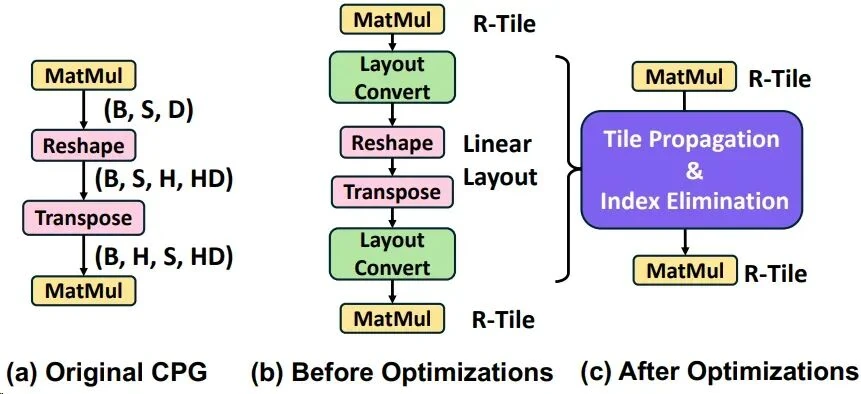 MatMul
(B, S, D)
Reshape
(B, S, H, HD)
Transpose
(B, H, S, HD)
MatMul
(a) Original CPG
MatMul
R-Tile
Layout
Convert
Reshape
Linear
Layout
Transpose
Layout
Convert
MatMul
R-Tile
(b) Before Optimizations
MatMul
R-Tile
Tile Propagation
&
Index Elimination
MatMul
R-Tile
(c) After Optimizations